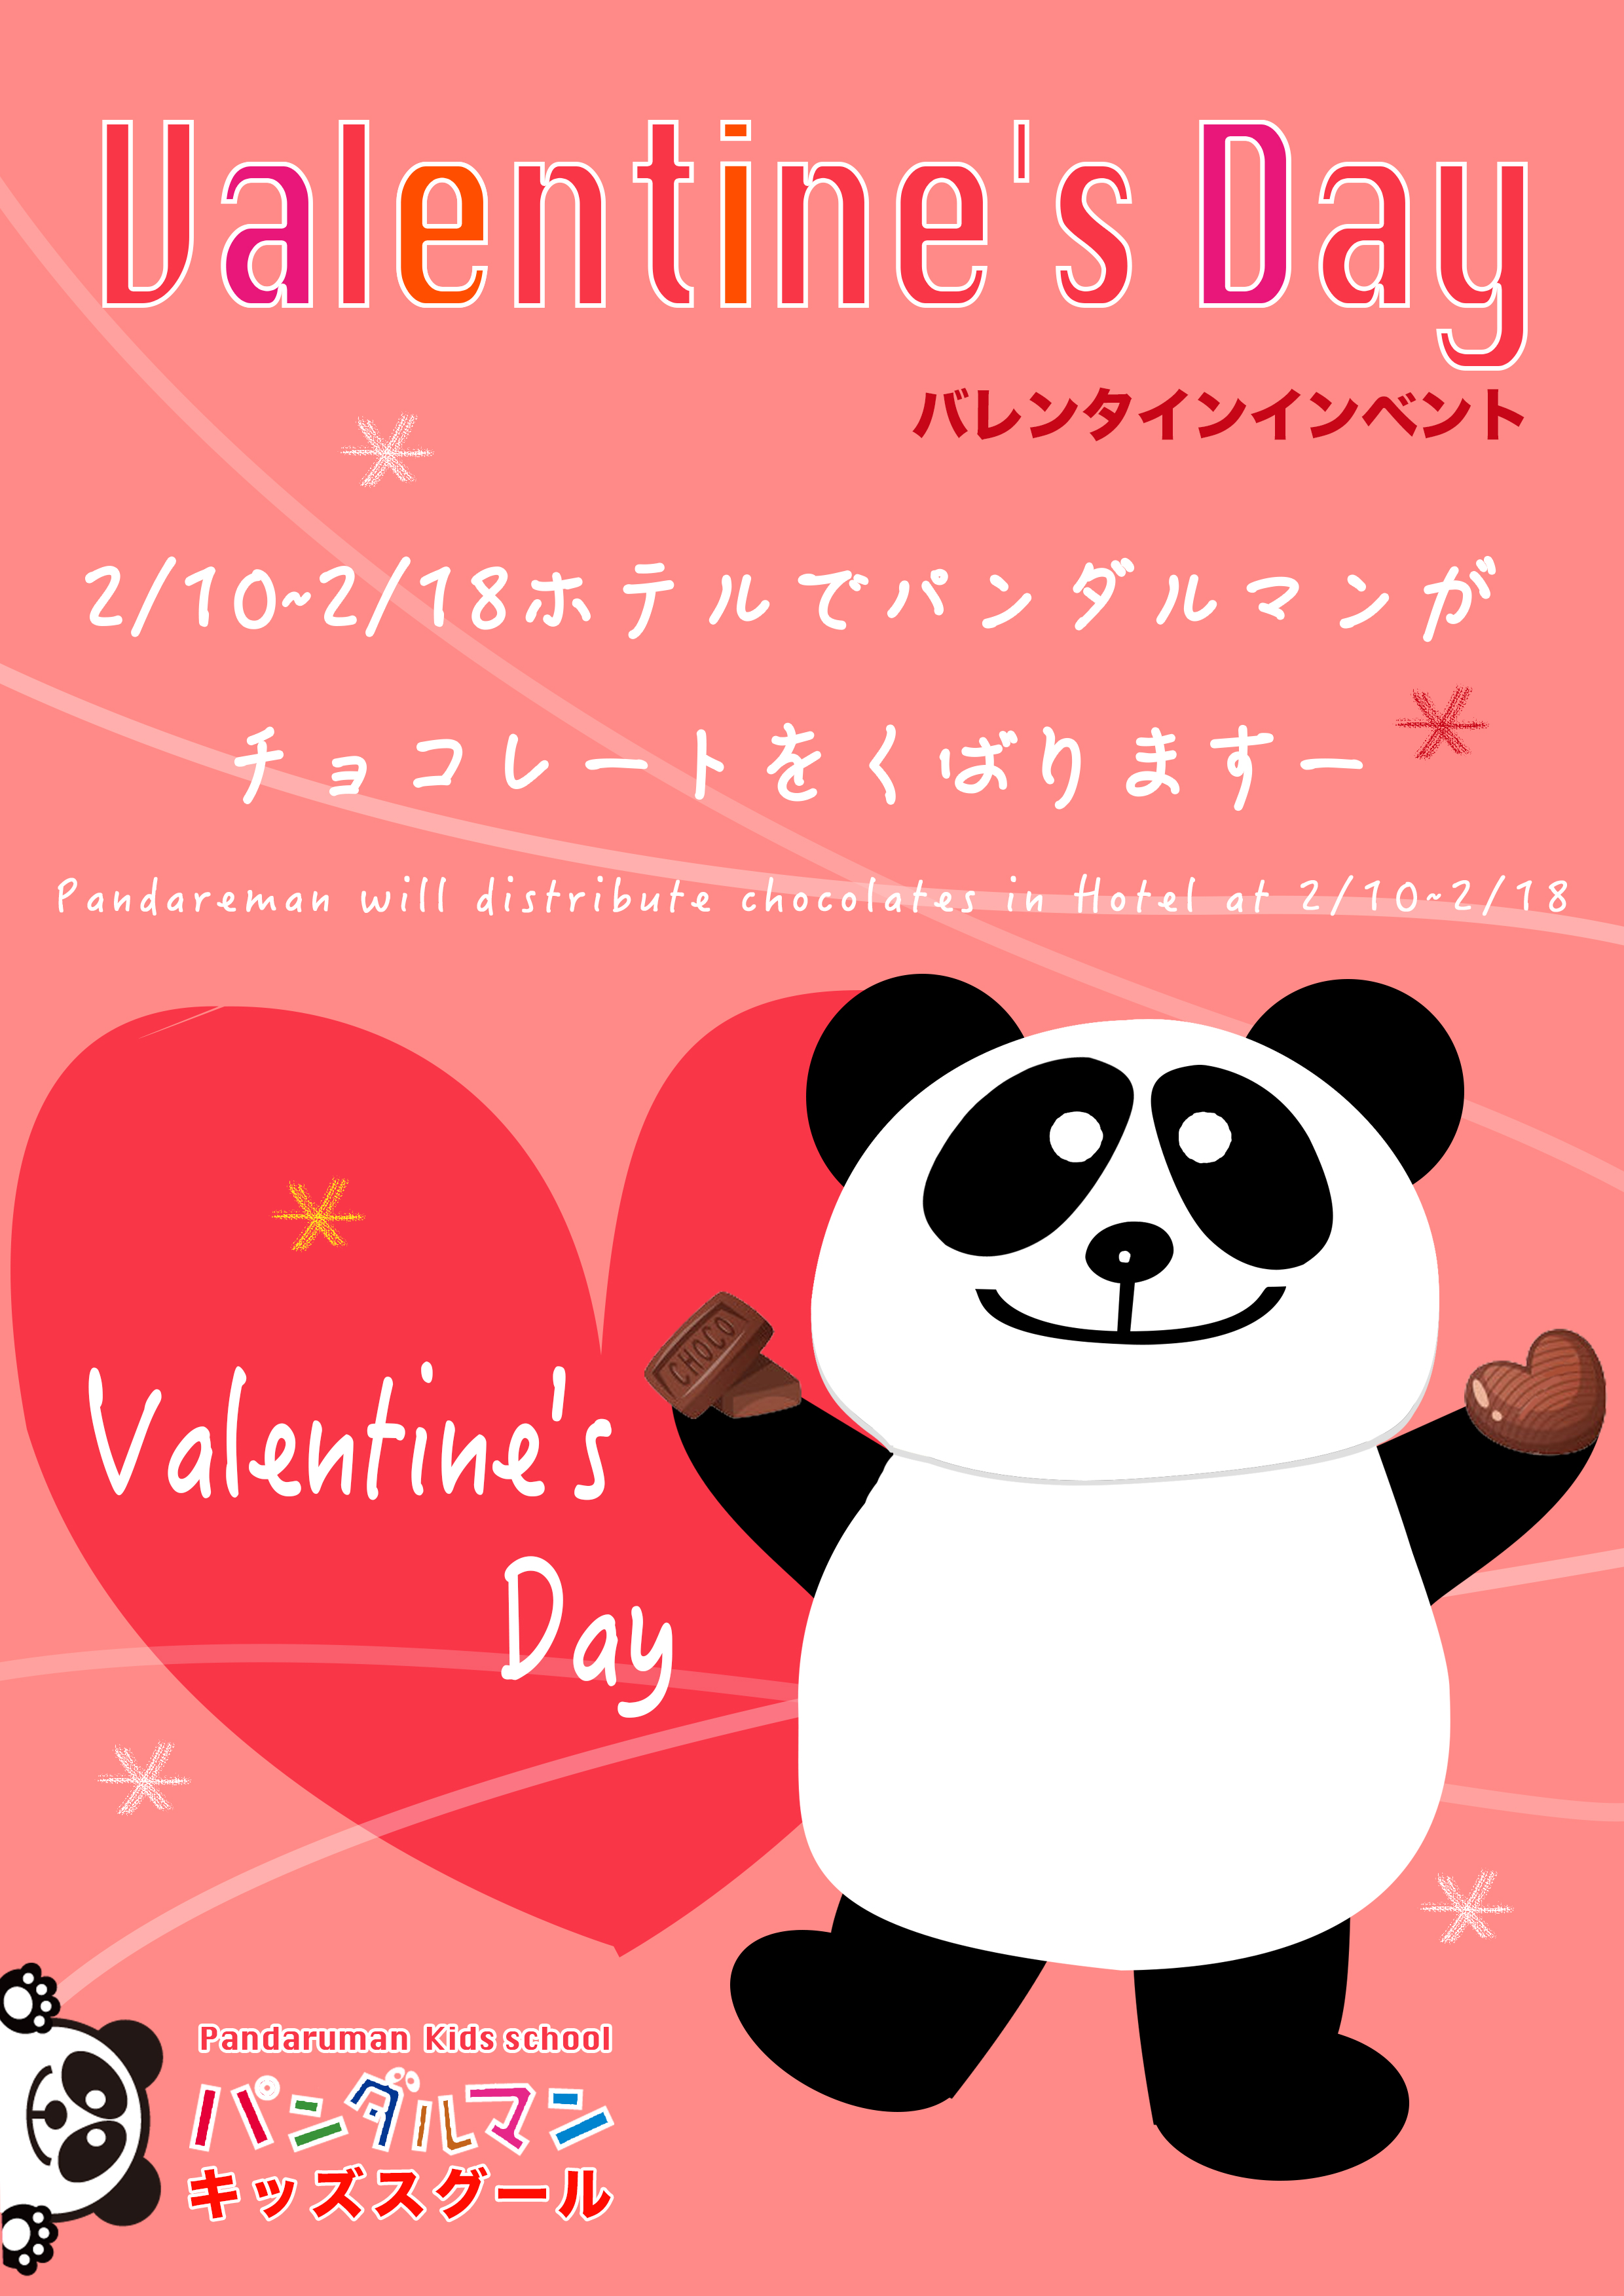 Valentine's Day
バレンタインインベント
2/10~2/18ホテルでパンダルマンが
チョコレートをくばりますー
Pandareman will distribute chocolates in Hotel at 2/10~2/18
CHOCO
Valentine's
Day
Pandaruman Kids school
パンダルマン
キッズスグール